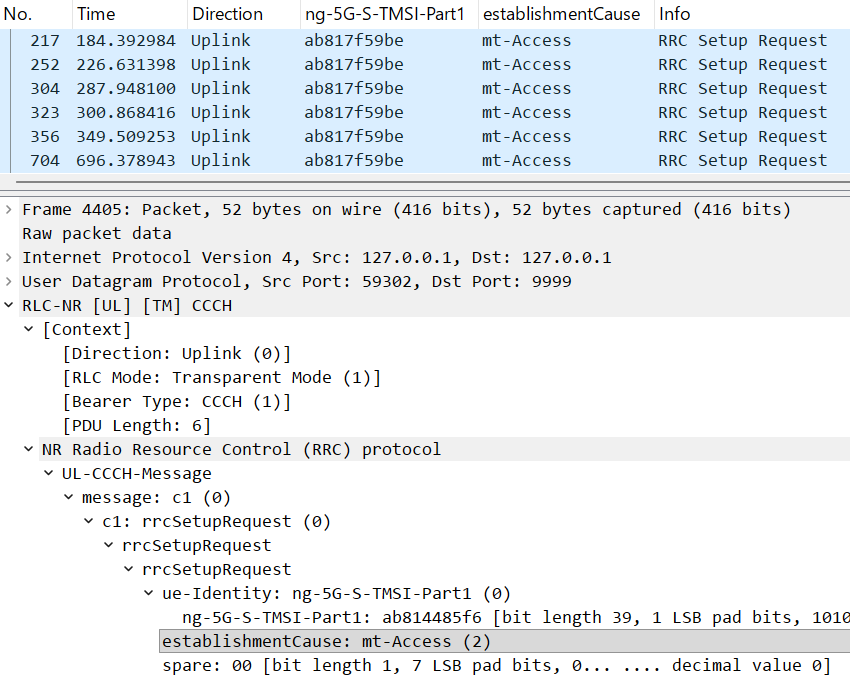 No. Time Direction ng-5G-S-TMSI-Part1 establishmentCause Info
217 184.392984 Uplink ab817f59be mt-Access RRC Setup Request
252 226.631398 Uplink ab817f59be mt-Access RRC Setup Request
304 287.948100 Uplink ab817f59be mt-Access RRC Setup Request
323 300.868416 Uplink ab817f59be mt-Access RRC Setup Request
356 349.509253 Uplink ab817f59be mt-Access RRC Setup Request
704 696.378943 Uplink ab817f59be mt-Access RRC Setup Request
Frame 4405: Packet, 52 bytes on wire (416 bits), 52 bytes captured (416 bits)
Raw packet data
Internet Protocol Version 4, Src: 127.0.0.1, Dst: 127.0.0.1
User Datagram Protocol, Src Port: 59302, Dst Port: 9999
RLC-NR [UL] [TM] CCCH
[Context]
[Direction: Uplink (0)]
[RLC Mode: Transparent Mode (1)]
[Bearer Type: CCCH (1)]
[PDU Length: 6]
NR Radio Resource Control (RRC) protocol
UL-CCCH-Message
message: c1 (0)
c1: rrcSetupRequest (0)
rrcSetupRequest
rrcSetupRequest
ue-Identity: ng-5G-S-TMSI-Part1 (0)
ng-5G-S-TMSI-Part1: ab814485f6 [bit length 39, 1 LSB pad bits, 1010
establishmentCause: mt-Access (2)
spare: 00 [bit length 1, 7 LSB pad bits, 0... .... decimal value 0]